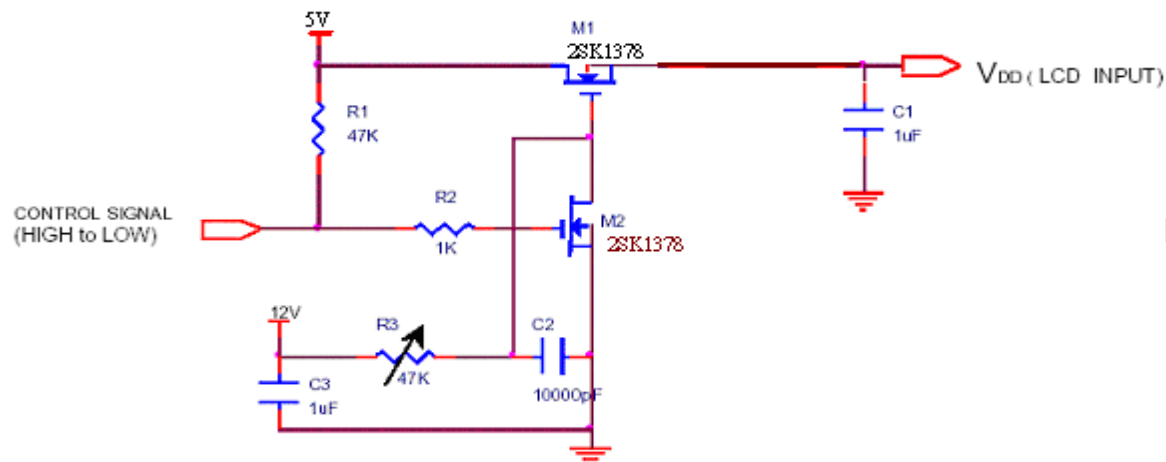 5V
M1
2SK1378
VDD ( LCD INPUT)
R1
47K
C1
1uF
R2
1K
CONTROL SIGNAL
(HIGH to LOW)
M2
2SK1378
12V
R3
47K
C2
10000pF
C3
1uF